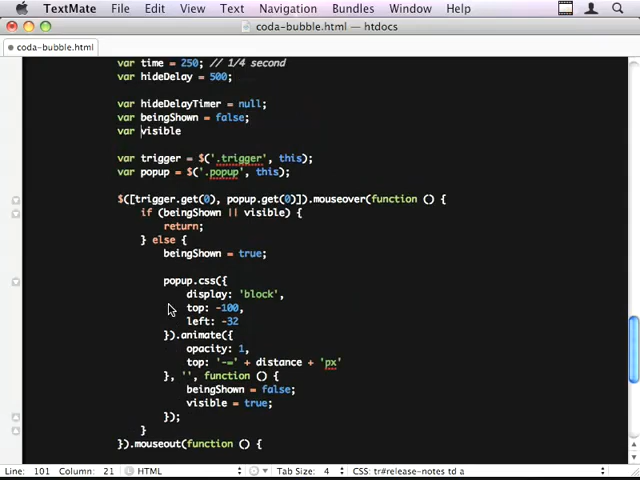 TextMate File Edit View Text Navigation Bundles Window Help
coda-bubble.html — htdocs
coda-bubble.html
var time = 250; // 1/4 second
var hideDelay = 500;
var hideDelayTimer = null;
var beingShown = false;
var visible
var trigger = $('.trigger', this);
var popup = $('.popup', this);
$([trigger.get(0), popup.get(0)]).mouseover(function () {
if (beingShown || visible) {
return;
} else {
beingShown = true;
popup.css({
display: 'block',
top: -100,
left: -32
}).animate({
opacity: 1,
top: '-=' + distance + 'px'
}, '', function () {
beingShown = false;
visible = true;
});
}
}).mouseout(function () {
Line: 101 Column: 21 HTML Tab Size: 4 CSS: tr#release-notes td a